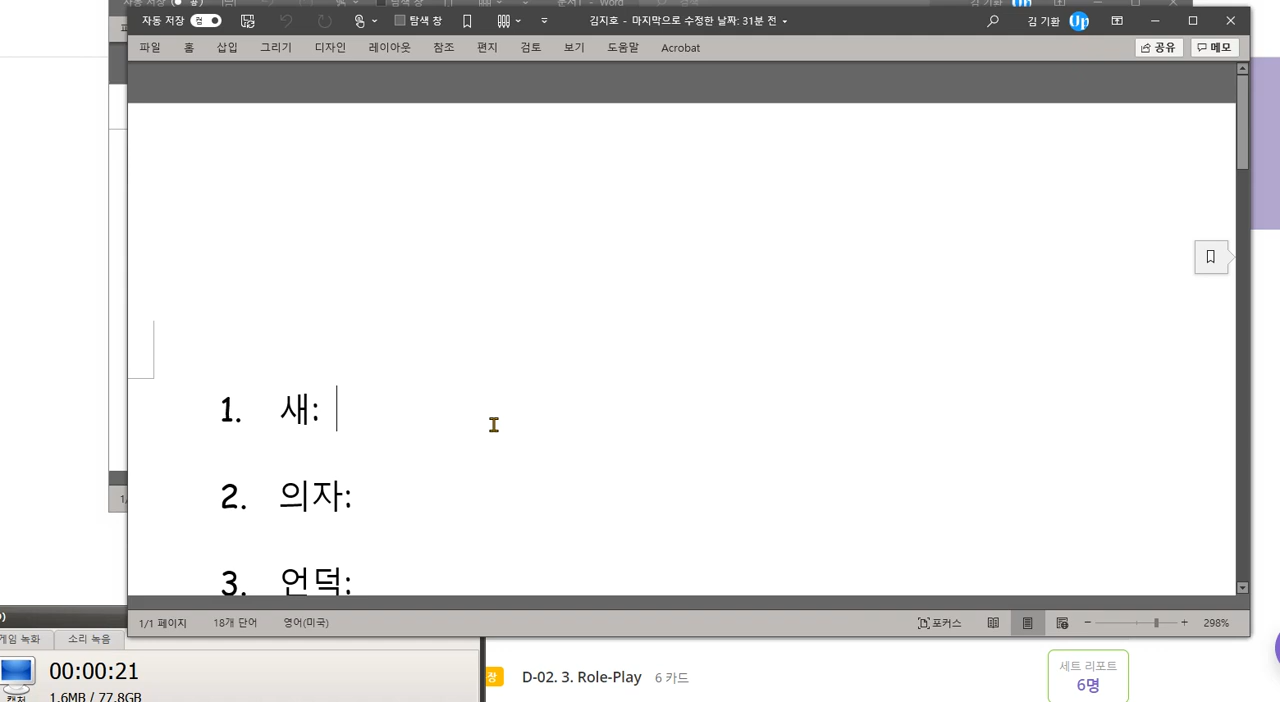 자동 저장 켬 탐색 창 김지호 - 마지막으로 수정한 날짜: 31분 전 김 기환 Up
파일 홈 삽입 그리기 디자인 레이아웃 참조 편지 검토 보기 도움말 Acrobat 공유 메모
1. 새:
2. 의자:
3. 언덕:
1/1 페이지 18개 단어 영어(미국) 포커스 298%
게임 녹화 소리 녹음
00:00:21
1.6MB / 77.8GB
캡처
장 D-02. 3. Role-Play 6 카드
세트 리포트
6명